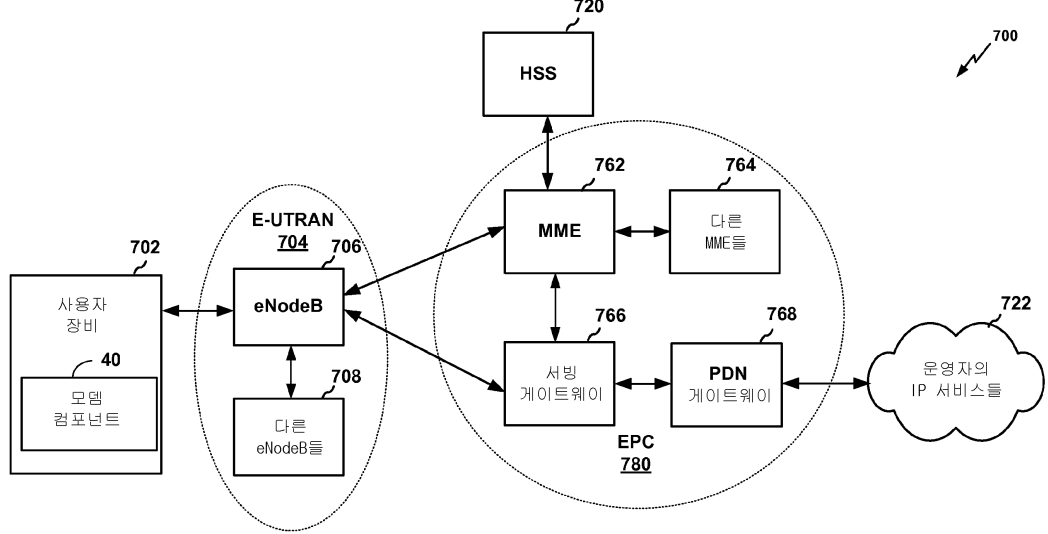 720
HSS
700
762
MME
764
다른
MME들
E-UTRAN
704
706
eNodeB
702
사용자
장비
40
모뎀
컴포넌트
708
다른
eNodeB들
766
서빙
게이트웨이
768
PDN
게이트웨이
722
운영자의
IP 서비스들
EPC
780